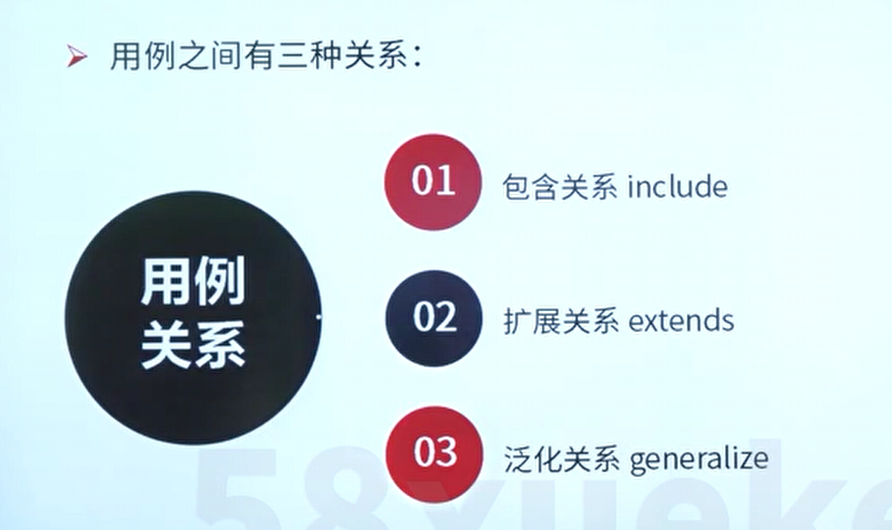 用例之间有三种关系：
用例
关系
01
包含关系 include
02
扩展关系 extends
03
泛化关系 generalize